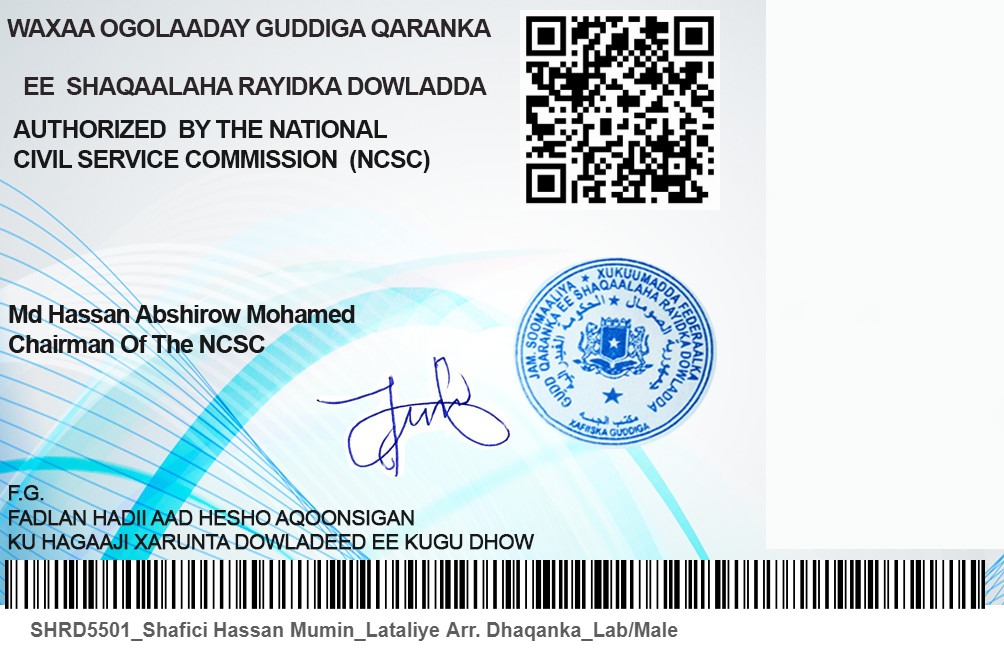 WAXAA OGOLAADAY GUDDIGA QARANKA
EE SHAQAALAHA RAYIDKA DOWLADDA
AUTHORIZED BY THE NATIONAL
CIVIL SERVICE COMMISSION (NCSC)
Md Hassan Abshirow Mohamed
Chairman Of The NCSC
GUDD JAM. SOOMAALIYA ★ XUKUUMADDA FEDERAALKA
QARANKA EE SHAQAALAHA RAYIDKA DOWLADDA
XAFIISKA GUDDIGA
F.G.
FADLAN HADII AAD HESHO AQOONSIGAN
KU HAGAAJI XARUNTA DOWLADEED EE KUGU DHOW
SHRD5501_Shafici Hassan Mumin_Lataliye Arr. Dhaqanka_Lab/Male